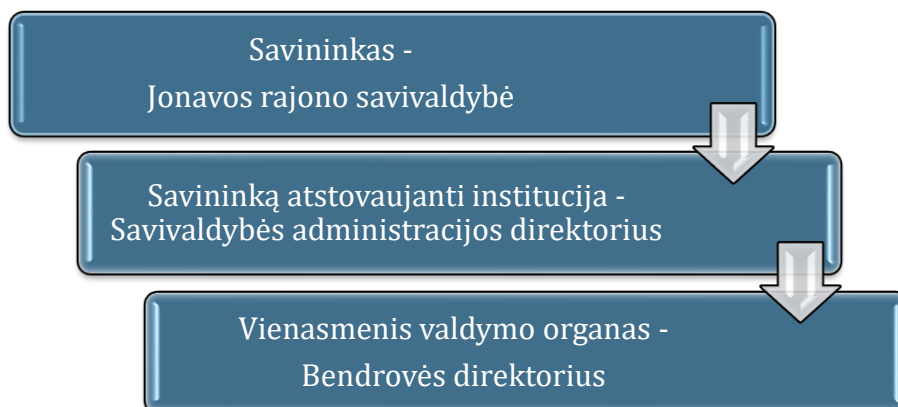 Savininkas -
Jonavos rajono savivaldybė
Savininką atstovaujanti institucija -
Savivaldybės administracijos direktorius
Vienasmenis valdymo organas -
Bendrovės direktorius